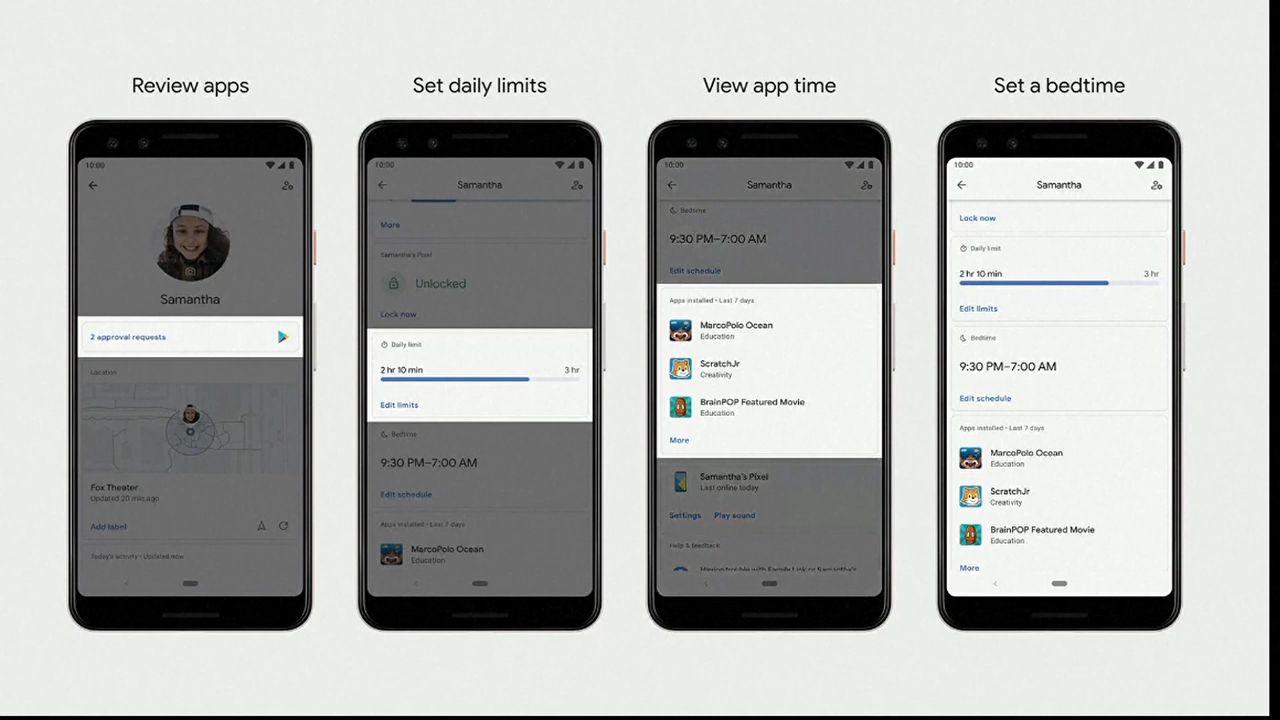 Review apps
Set daily limits
View app time
Set a bedtime
10:00
Samantha
2 approval requests
Location
Fox Theater
Updated 20 min ago
Add label
Today's activity • Updated now
10:00
Samantha
More
Samantha's Pixel
Unlocked
Lock now
Daily limit
2 hr 10 min
3 hr
Edit limits
Bedtime
9:30 PM–7:00 AM
Edit schedule
Apps installed • Last 7 days
MarcoPolo Ocean
Education
10:00
Samantha
Bedtime
9:30 PM–7:00 AM
Edit schedule
Apps installed • Last 7 days
MarcoPolo Ocean
Education
ScratchJr
Creativity
BrainPOP Featured Movie
Education
More
Samantha's Pixel
Last online today
Settings Play sound
Help & feedback
Having trouble with Family Link or Samantha's
10:00
Samantha
Lock now
Daily limit
2 hr 10 min
3 hr
Edit limits
Bedtime
9:30 PM–7:00 AM
Edit schedule
Apps installed • Last 7 days
MarcoPolo Ocean
Education
ScratchJr
Creativity
BrainPOP Featured Movie
Education
More